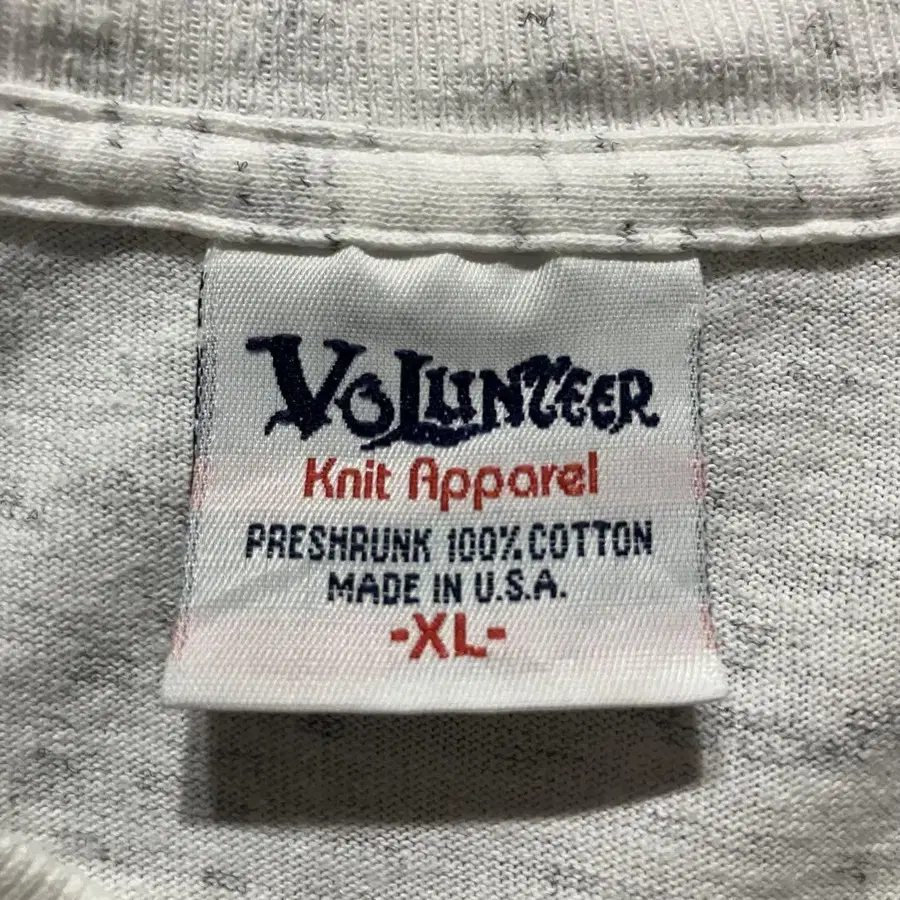 VOLUNTEER
Knit Apparel
PRESHRUNK 100% COTTON
MADE IN U.S.A.
-XL-